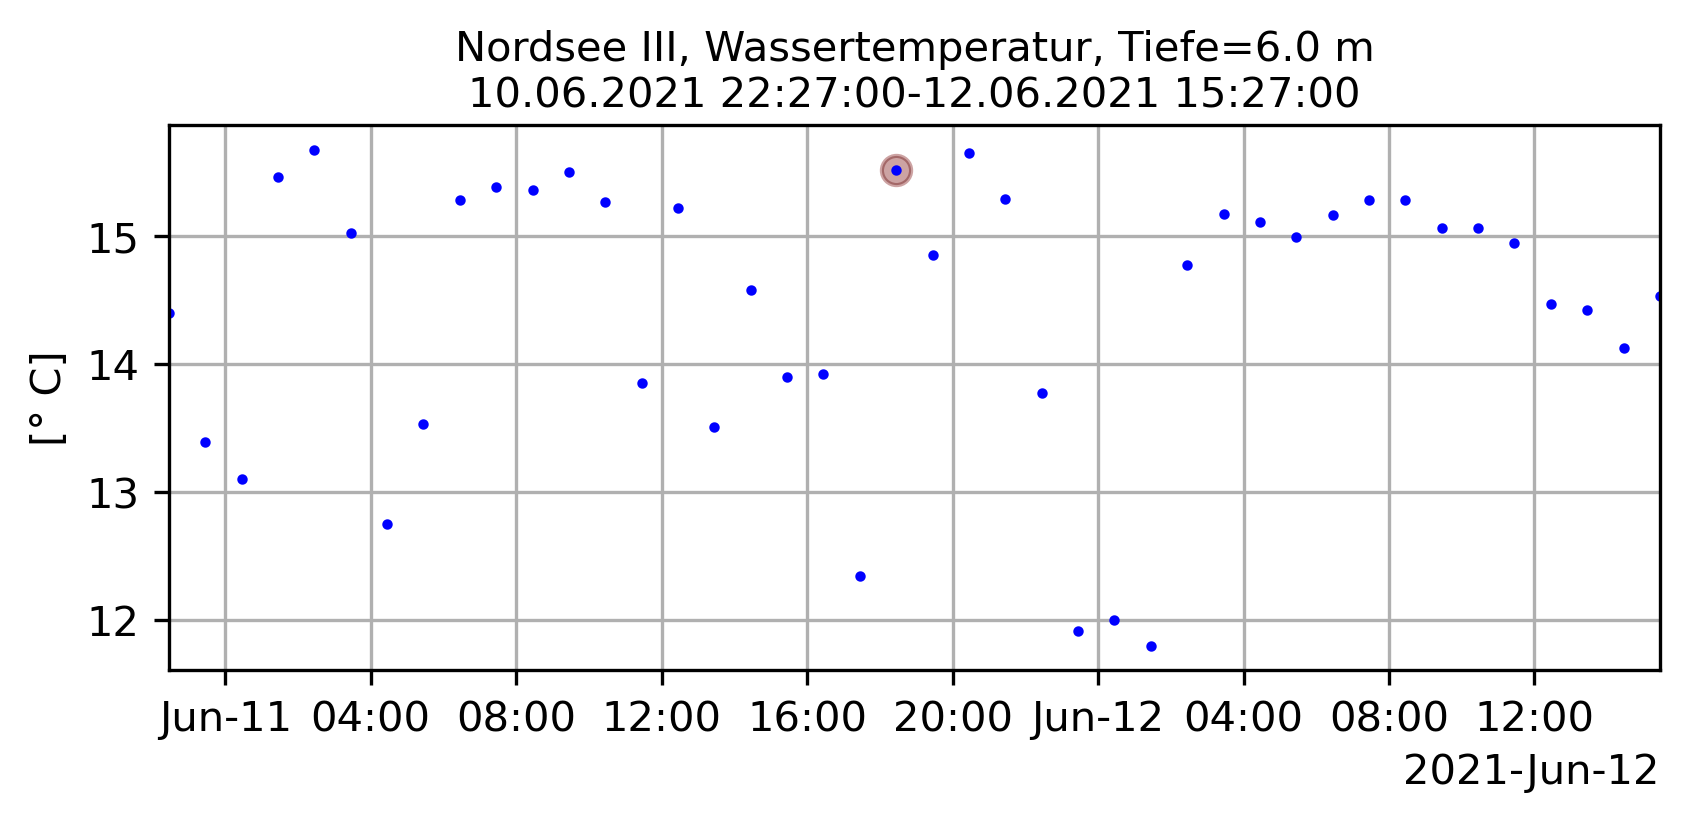 Nordsee III, Wassertemperatur, Tiefe=6.0 m
10.06.2021 22:27:00-12.06.2021 15:27:00
[° C]
15
14
13
12
Jun-11 04:00 08:00 12:00 16:00 20:00 Jun-12 04:00 08:00 12:00
2021-Jun-12